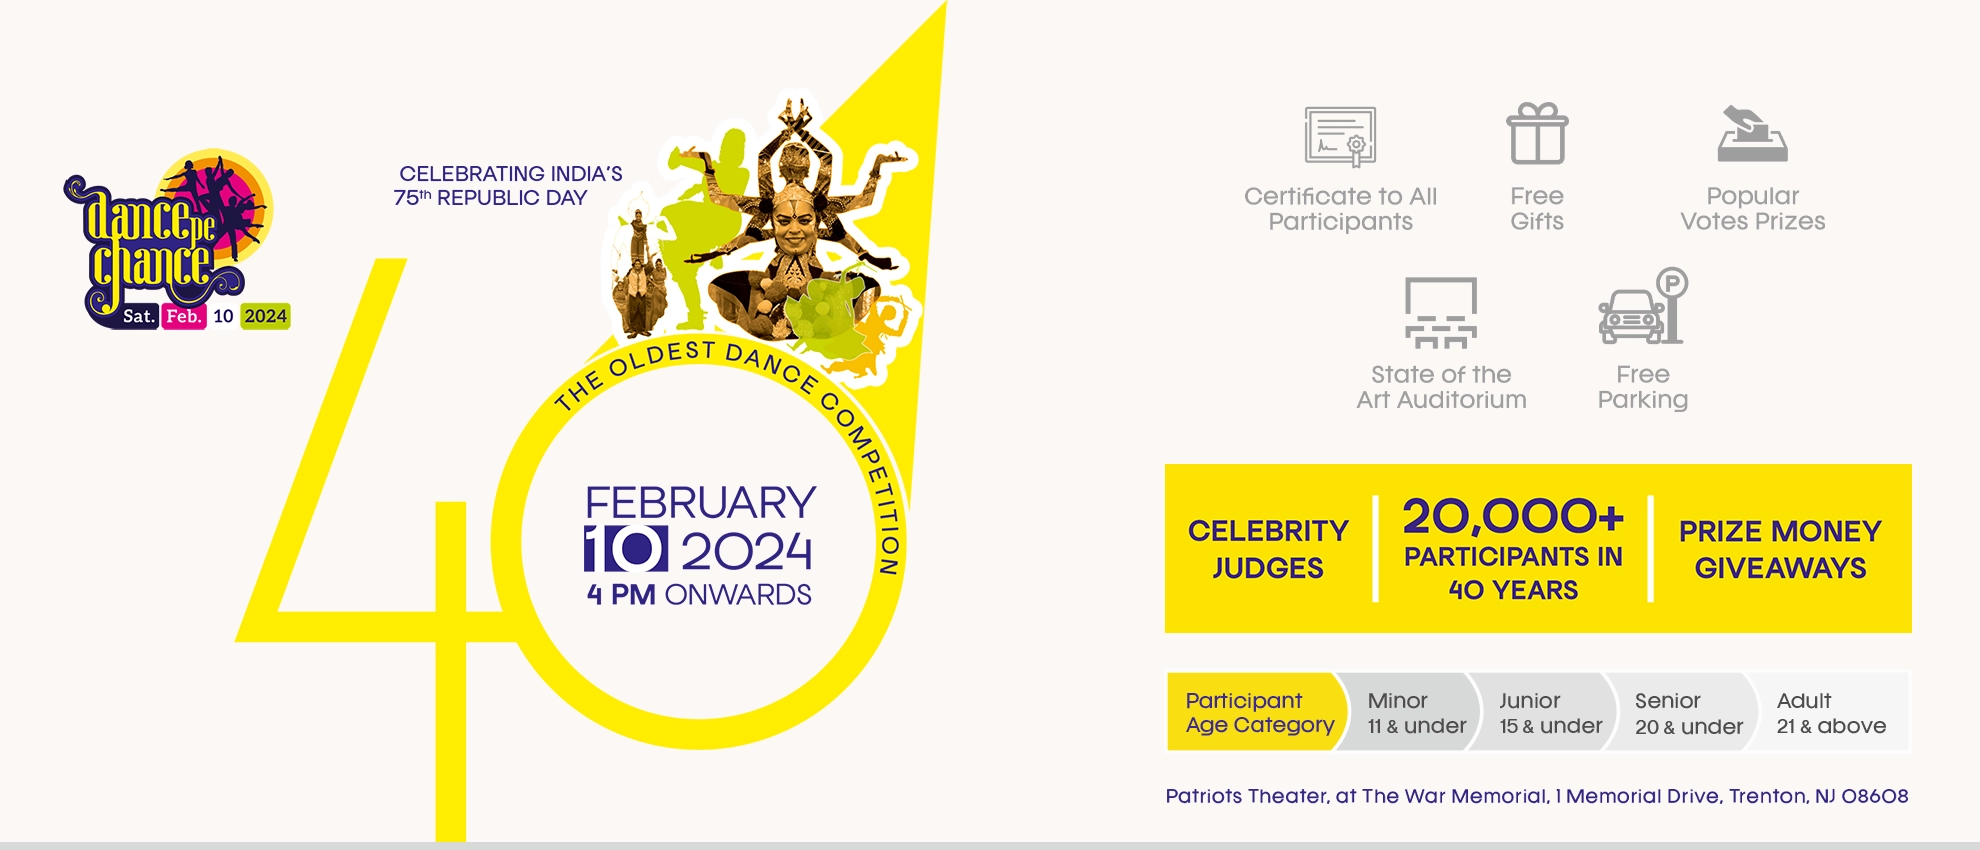 dance pe
chance
Sat. Feb. 10 2024
CELEBRATING INDIA'S
75th REPUBLIC DAY
40
THE OLDEST DANCE COMPETITION
FEBRUARY
10 2024
4 PM ONWARDS
Certificate to All
Participants
Free
Gifts
Popular
Votes Prizes
State of the
Art Auditorium
P
Free
Parking
CELEBRITY
JUDGES
20,000+
PARTICIPANTS IN
40 YEARS
PRIZE MONEY
GIVEAWAYS
Participant
Age Category
Minor
11 & under
Junior
15 & under
Senior
20 & under
Adult
21 & above
Patriots Theater, at The War Memorial, 1 Memorial Drive, Trenton, NJ 08608